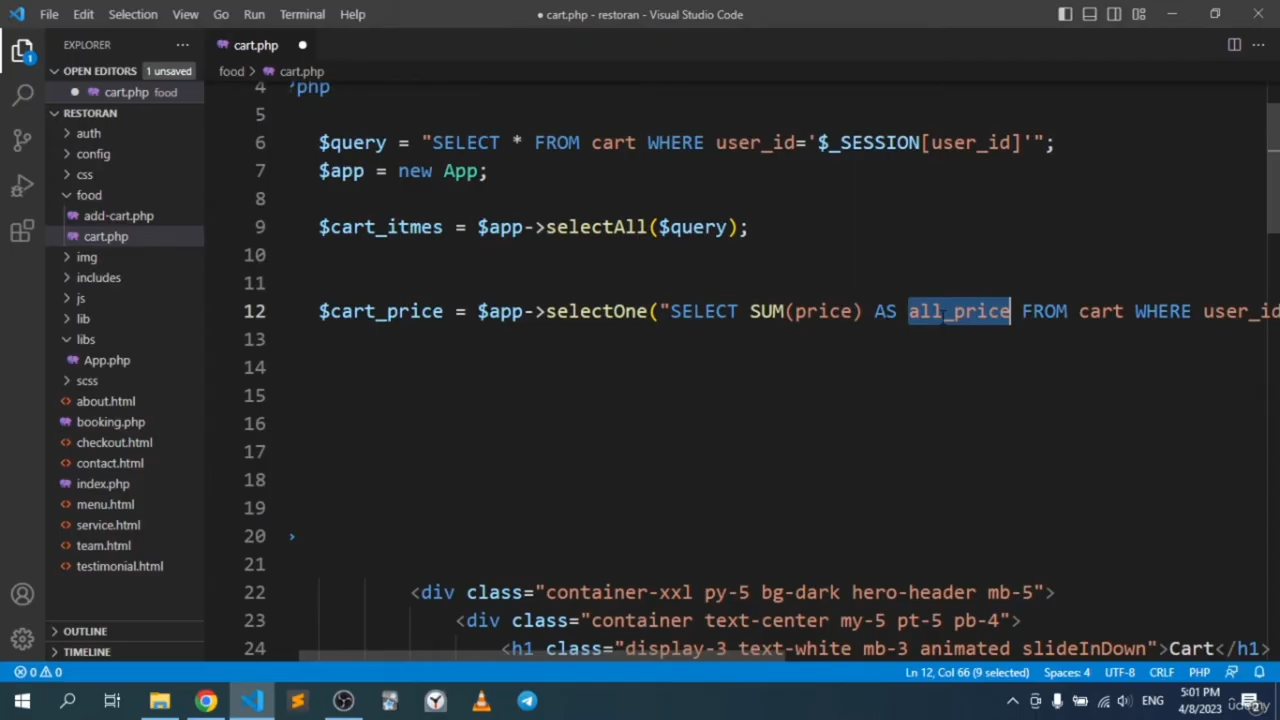 File Edit Selection View Go Run Terminal Help ● cart.php - restoran - Visual Studio Code
EXPLORER ···
cart.php ●
OPEN EDITORS 1 unsaved
● cart.php food
food > cart.php
RESTORAN
auth
config
css
food
add-cart.php
cart.php
img
includes
js
lib
libs
App.php
scss
about.html
booking.php
checkout.html
contact.html
index.php
menu.html
service.html
team.html
testimonial.html
OUTLINE
TIMELINE
4 ?php
5
6 $query = "SELECT * FROM cart WHERE user_id='$_SESSION[user_id]'";
7 $app = new App;
8
9 $cart_itmes = $app->selectAll($query);
10
11
12 $cart_price = $app->selectOne("SELECT SUM(price) AS all_price FROM cart WHERE user_id
13
14
15
16
17
18
19
20 >
21
22 <div class="container-xxl py-5 bg-dark hero-header mb-5">
23 <div class="container text-center my-5 pt-5 pb-4">
24 <h1 class="display-3 text-white mb-3 animated slideInDown">Cart</h1>
0 0 Ln 12, Col 66 (9 selected) Spaces: 4 UTF-8 CRLF PHP
ENG 5:01 PM
4/8/2023
udemy